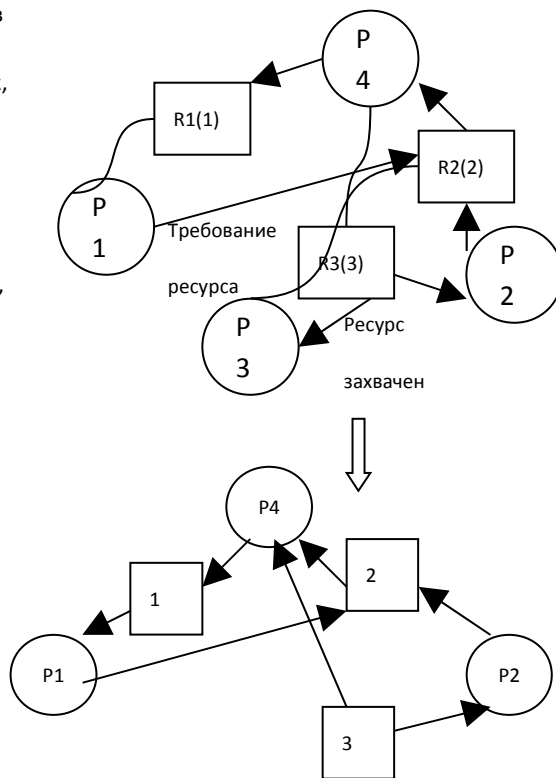 в
P
4
к,
R1(1)
R2(2)
P
1
Требование
P
2
R3(3)
,
ресурса
P
3
Ресурс
захвачен
P4
1
2
P1
P2
3